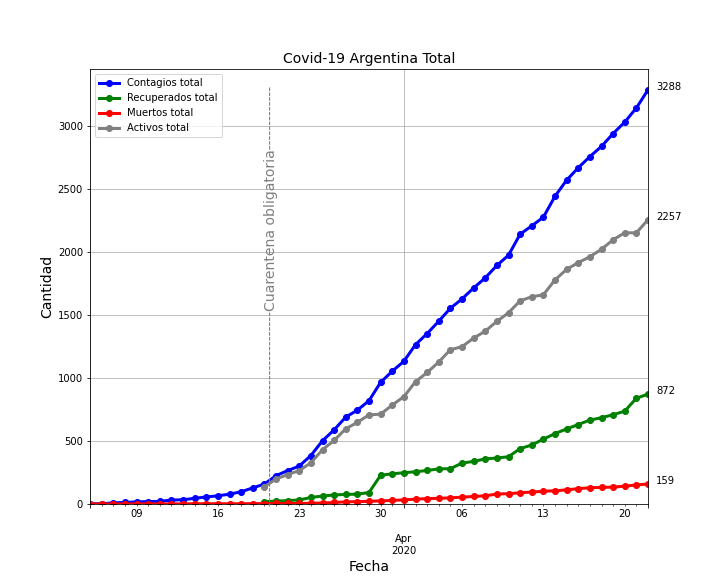 Covid-19 Argentina Total
Contagios total
Recuperados total
Muertos total
Activos total
Cuarentena obligatoria
Cantidad
3000
2500
2000
1500
1000
500
0
3288
2257
872
159
09
16
23
30
06
13
20
Apr
2020
Fecha